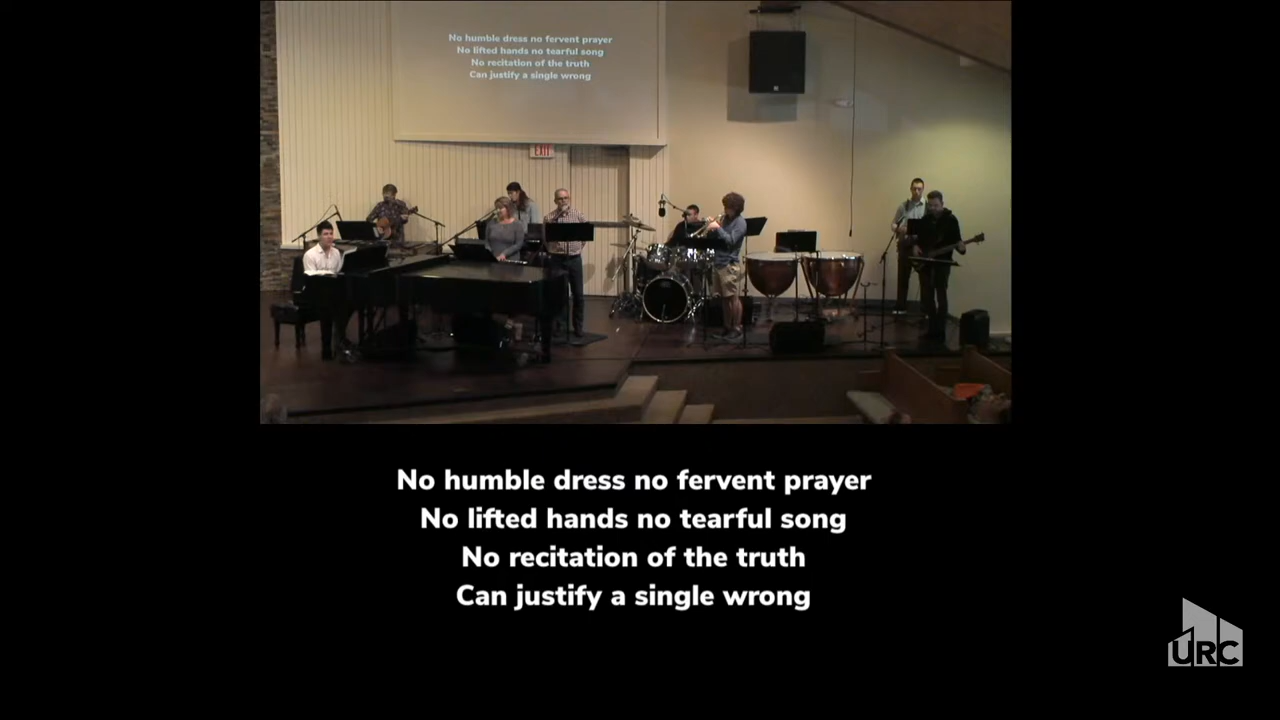 No humble dress no fervent prayer
No lifted hands no tearful song
No recitation of the truth
Can justify a single wrong
EXIT
No humble dress no fervent prayer
No lifted hands no tearful song
No recitation of the truth
Can justify a single wrong
URC